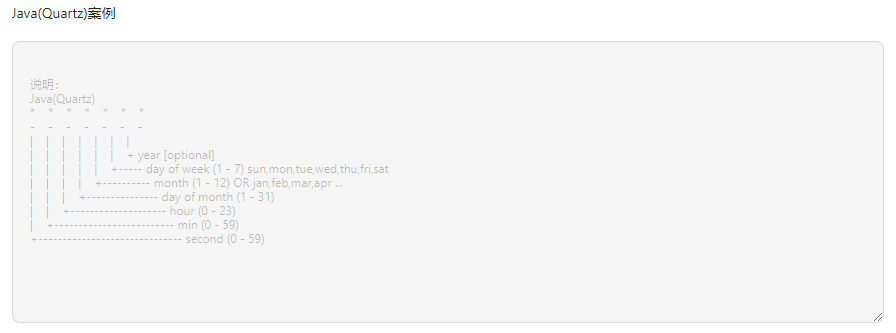 Java(Quartz)案例
说明：
Java(Quartz)
* * * * * * *
- - - - - - -
| | | | | | |
| | | | | | + year [optional]
| | | | | +----- day of week (1 - 7) sun,mon,tue,wed,thu,fri,sat
| | | | +---------- month (1 - 12) OR jan,feb,mar,apr ...
| | | +--------------- day of month (1 - 31)
| | +-------------------- hour (0 - 23)
| +------------------------- min (0 - 59)
+------------------------------ second (0 - 59)